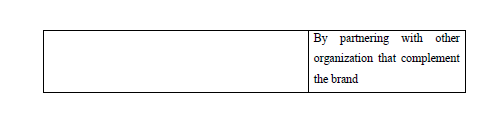 By partnering with other
organization that complement
the brand